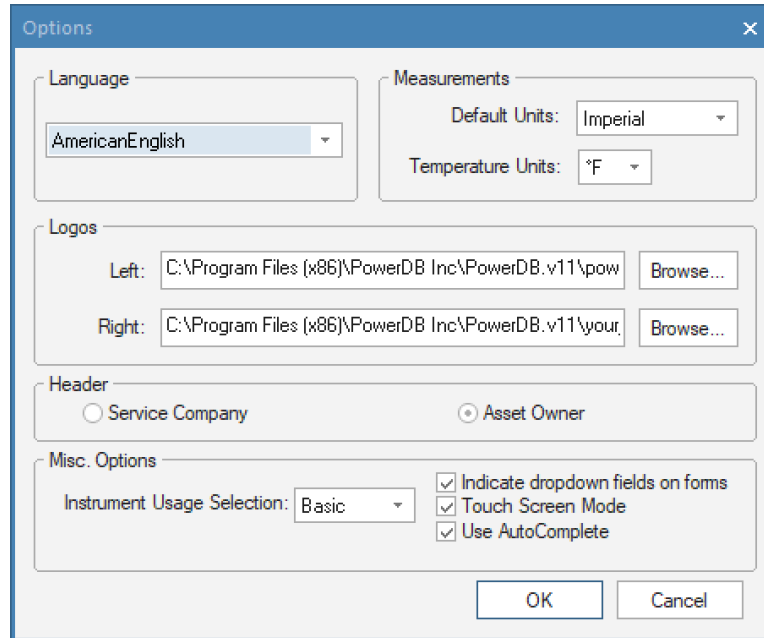 Options
Language
AmericanEnglish
Measurements
Default Units: Imperial
Temperature Units: °F
Logos
Left: C:\Program Files (x86)\PowerDB Inc\PowerDB.v11\pow Browse...
Right: C:\Program Files (x86)\PowerDB Inc\PowerDB.v11\your_ Browse...
Header
Service Company Asset Owner
Misc. Options
Instrument Usage Selection: Basic
Indicate dropdown fields on forms
Touch Screen Mode
Use AutoComplete
OK Cancel